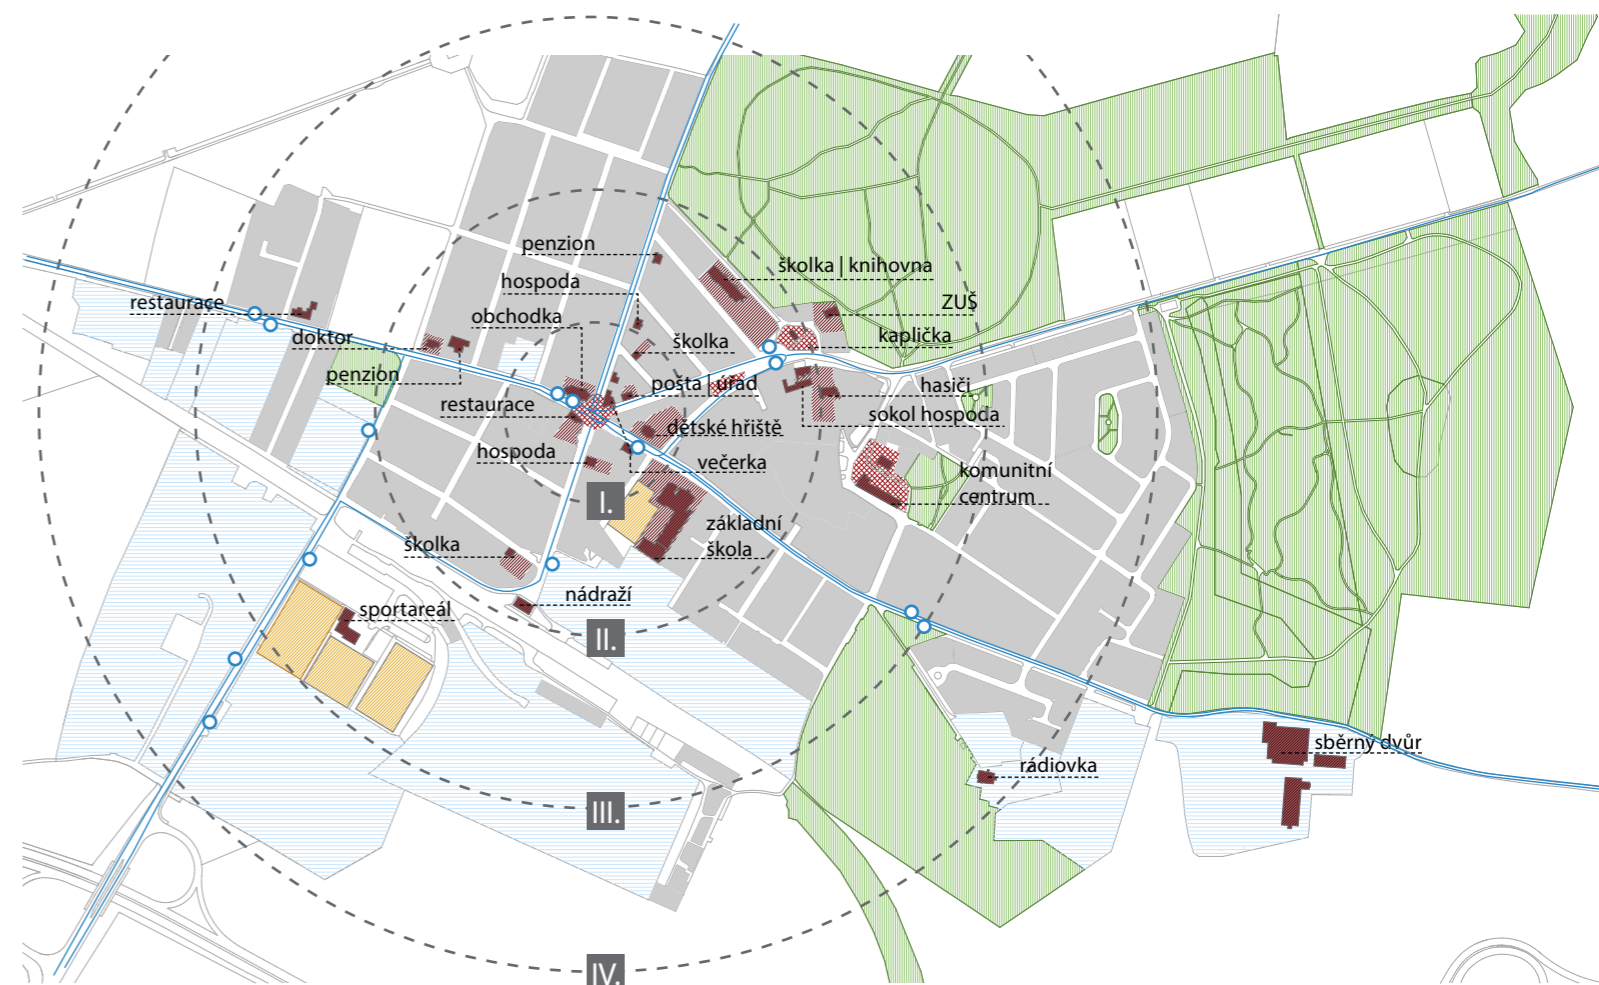 penzion
školka | knihovna
hospoda
ZUŠ
restaurace
obchodka
doktor
školka
kaplička
penzion
pošta | úřad
hasiči
restaurace
sokol hospoda
dětské hřiště
hospoda
večerka
komunitní
centrum
I.
základní
škola
školka
nádraží
sportareál
II.
sběrný dvůr
rádiovka
III.
IV.